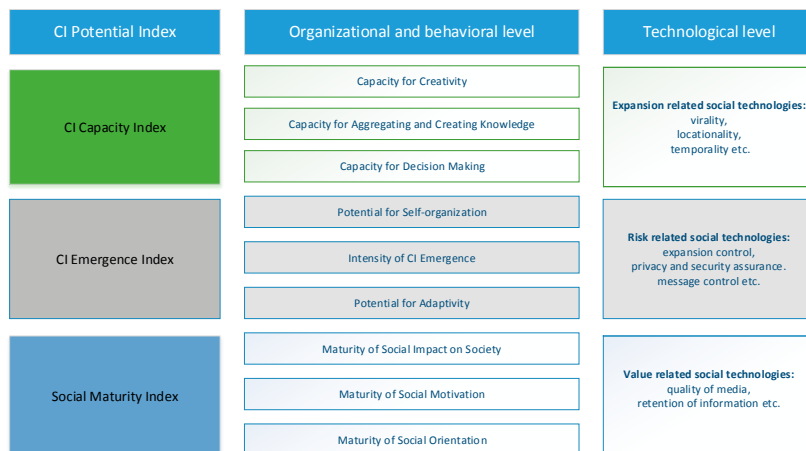 CI Potential Index
Organizational and behavioral level
Technological level
CI Capacity Index
Capacity for Creativity
Capacity for Aggregating and Creating Knowledge
Capacity for Decision Making
Expansion related social technologies:
virality,
locationality,
temporality etc.
CI Emergence Index
Potential for Self-organization
Intensity of CI Emergence
Potential for Adaptivity
Risk related social technologies:
expansion control,
privacy and security assurance.
message control etc.
Social Maturity Index
Maturity of Social Impact on Society
Maturity of Social Motivation
Maturity of Social Orientation
Value related social technologies:
quality of media,
retention of information etc.